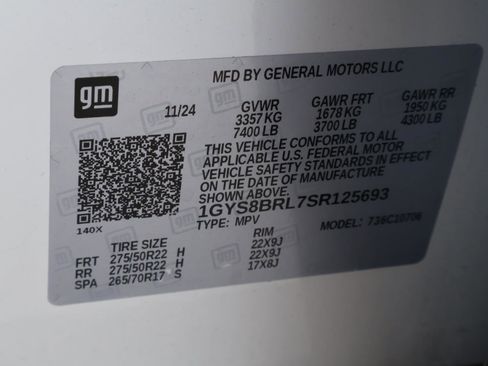 gm
MFD BY GENERAL MOTORS LLC
11/24
GVWR GAWR FRT GAWR RR
3357 KG 1678 KG 1950 KG
7400 LB 3700 LB 4300 LB
THIS VEHICLE CONFORMS TO ALL
APPLICABLE U.S. FEDERAL MOTOR
VEHICLE SAFETY STANDARDS IN EFFECT
ON THE DATE OF MANUFACTURE
SHOWN ABOVE.
1GYS8BRL7SR125693
TYPE: MPV MODEL: 736C10706
140X
TIRE SIZE RIM
FRT 275/50R22 H 22X9J
RR 275/50R22 H 22X9J
SPA 265/70R17 S 17X8J